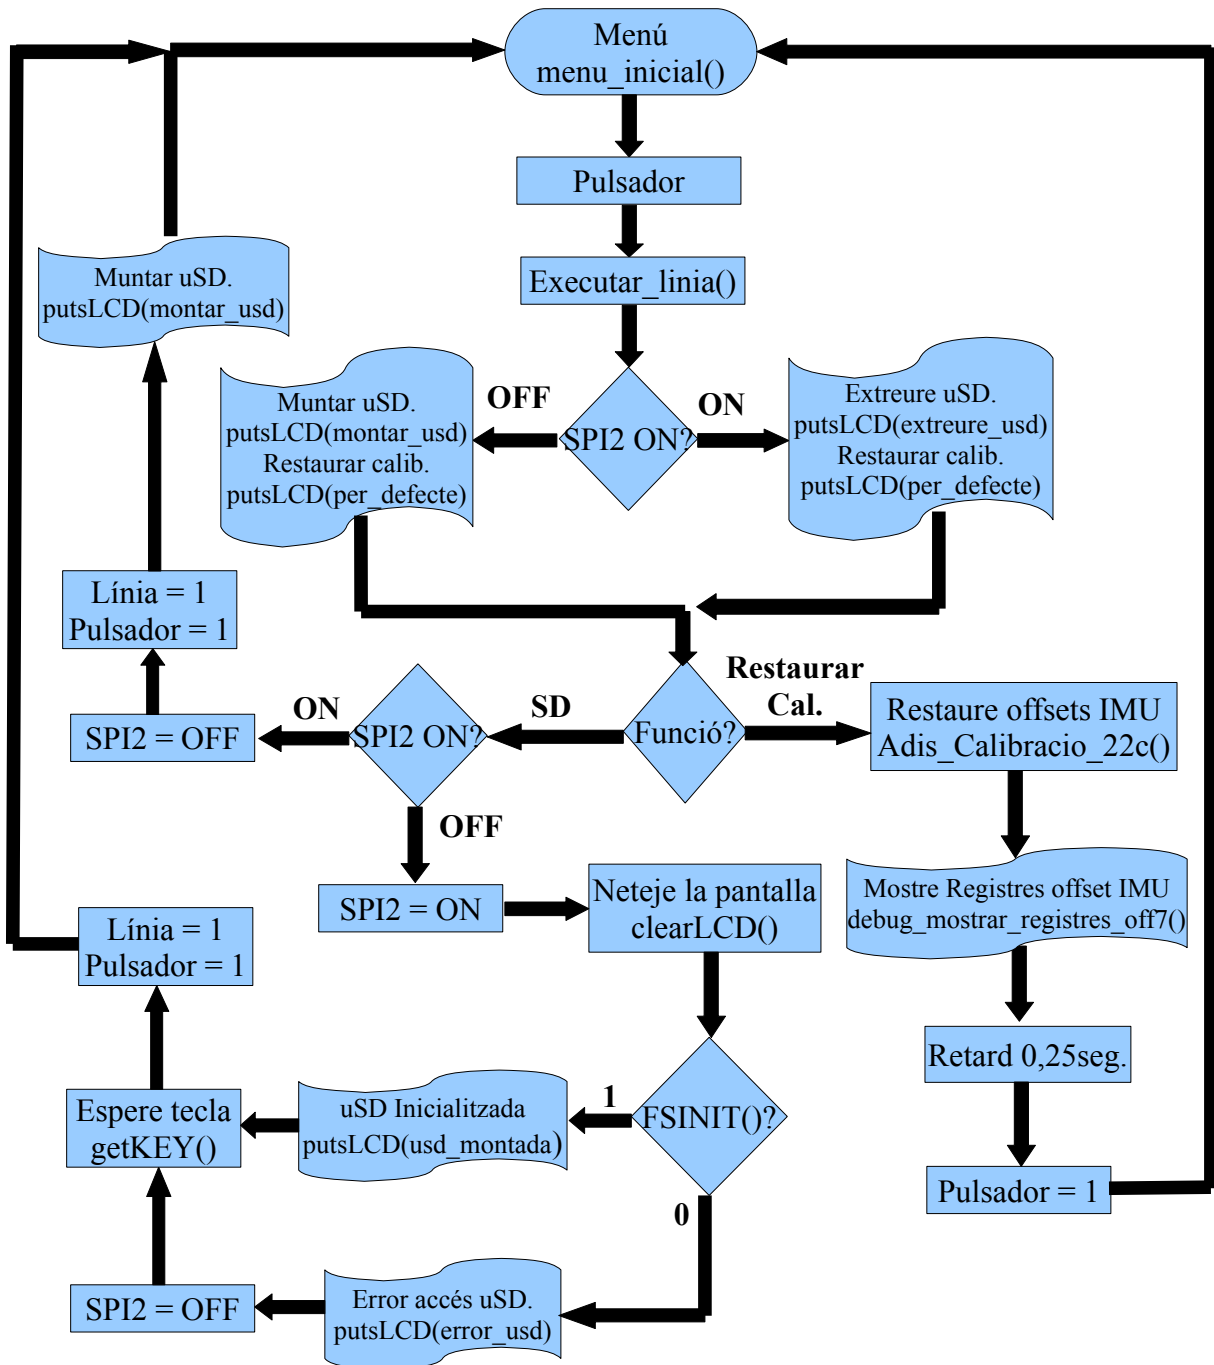 Menú
menu_inicial()
Pulsador
Executar_linia()
Muntar uSD.
putsLCD(montar_usd)
Muntar uSD.
putsLCD(montar_usd)
Restaurar calib.
putsLCD(per_defecte)
OFF
SPI2 ON?
ON
Extreure uSD.
putsLCD(extreure_usd)
Restaurar calib.
putsLCD(per_defecte)
Línia = 1
Pulsador = 1
SPI2 = OFF
ON
SPI2 ON?
SD
Funció?
Restaurar
Cal.
Restaure offsets IMU
Adis_Calibracio_22c()
OFF
SPI2 = ON
Neteje la pantalla
clearLCD()
Mostre Registres offset IMU
debug_mostrar_registres_off7()
Línia = 1
Pulsador = 1
Retard 0,25seg.
Espere tecla
getKEY()
uSD Inicialitzada
putsLCD(usd_montada)
1
FSINIT()?
Pulsador = 1
0
SPI2 = OFF
Error accés uSD.
putsLCD(error_usd)